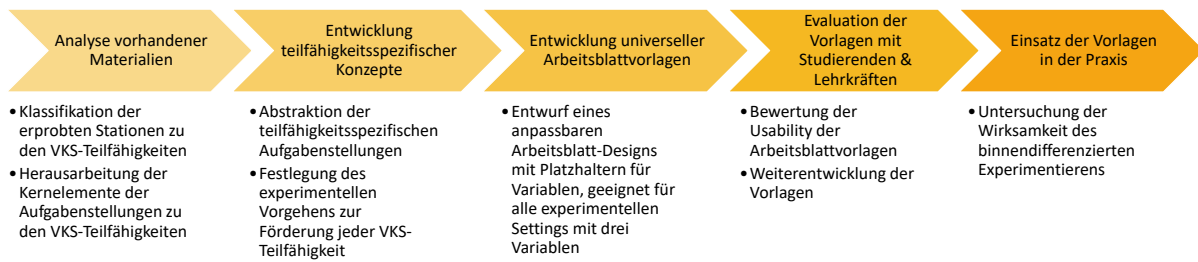 Analyse vorhandener
Materialien
• Klassifikation der
erprobten Stationen zu
den VKS-Teilfähigkeiten
• Herausarbeitung der
Kernelemente der
Aufgabenstellungen zu
den VKS-Teilfähigkeiten
Entwicklung
teilfähigkeitsspezifischer
Konzepte
• Abstraktion der
teilfähigkeitsspezifischen
Aufgabenstellungen
• Festlegung des
experimentellen
Vorgehens zur
Förderung jeder VKS-
Teilfähigkeit
Entwicklung universeller
Arbeitsblattvorlagen
• Entwurf eines
anpassbaren
Arbeitsblatt-Designs
mit Platzhaltern für
Variablen, geeignet für
alle experimentellen
Settings mit drei
Variablen
Evaluation der
Vorlagen mit
Studierenden &
Lehrkräften
• Bewertung der
Usability der
Arbeitsblattvorlagen
• Weiterentwicklung der
Vorlagen
Einsatz der Vorlagen
in der Praxis
• Untersuchung der
Wirksamkeit des
binnendifferenzierten
Experimentierens